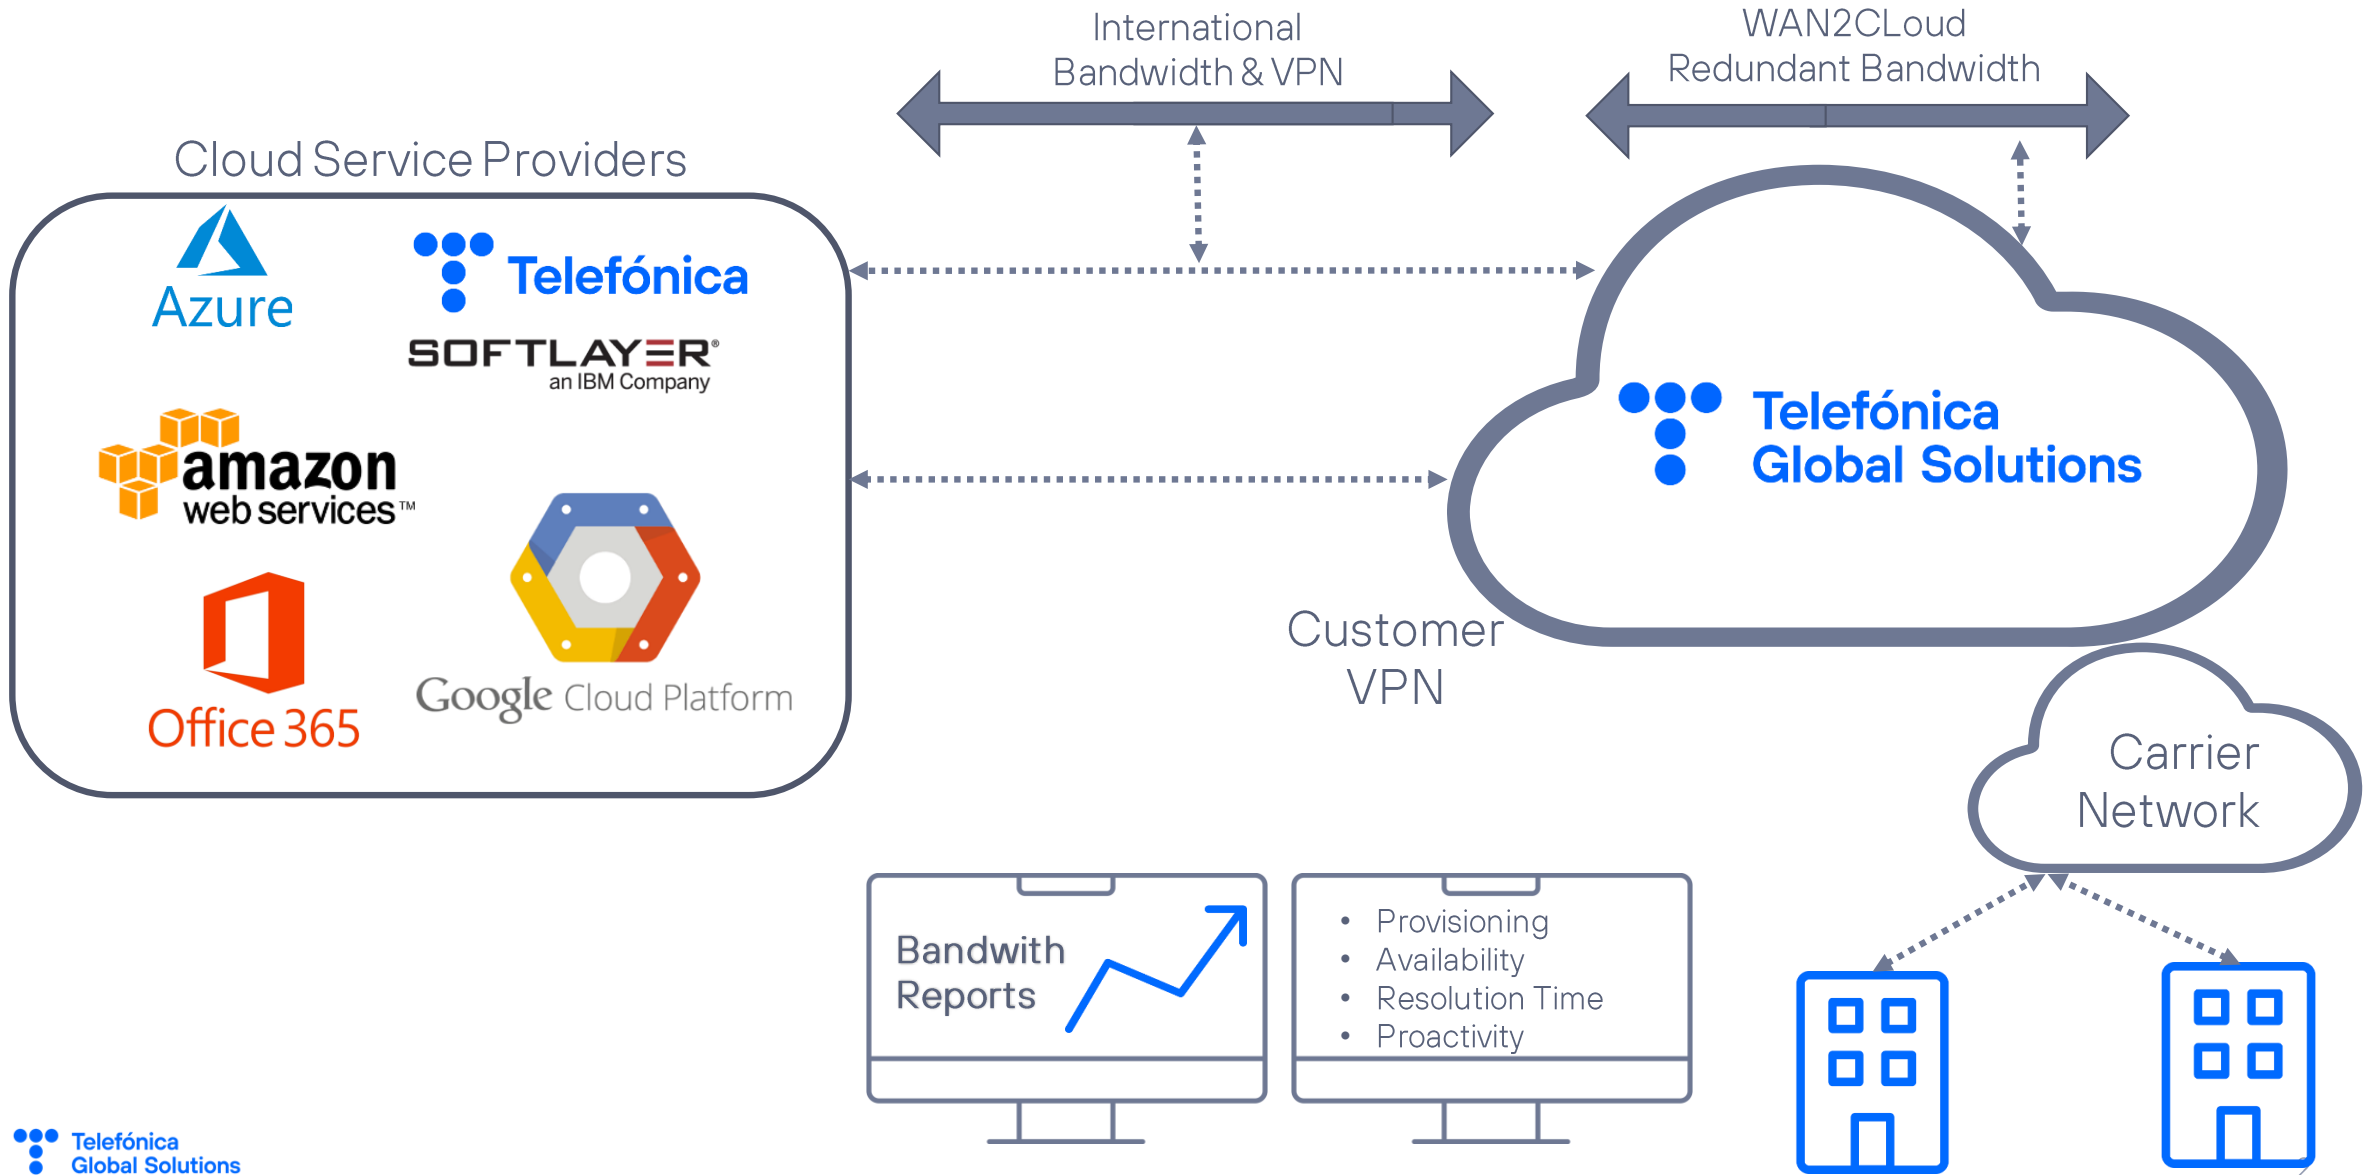 International
Bandwidth & VPN
WAN2CLoud
Redundant Bandwidth
Cloud Service Providers
Azure
Telefónica
SOFTLAYER®
an IBM Company
amazon
web services™
Office 365
Google Cloud Platform
Telefónica
Global Solutions
Customer
VPN
Carrier
Network
Bandwith
Reports
• Provisioning
• Availability
• Resolution Time
• Proactivity
Telefónica
Global Solutions